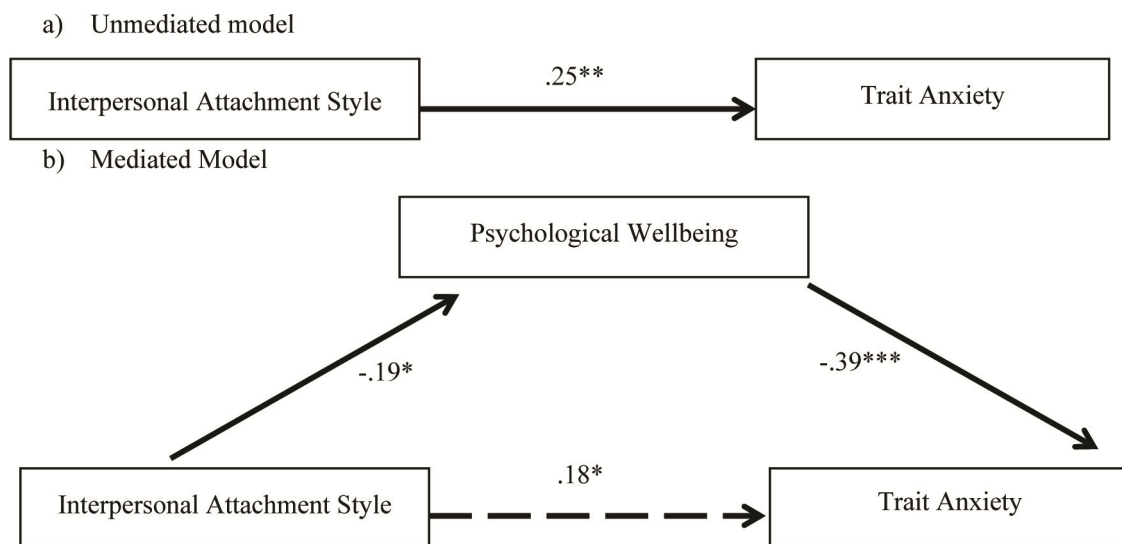 a) Unmediated model
.25**
Interpersonal Attachment Style
Trait Anxiety
b) Mediated Model
Psychological Wellbeing
-.19*
-.39***
.18*
Interpersonal Attachment Style
Trait Anxiety